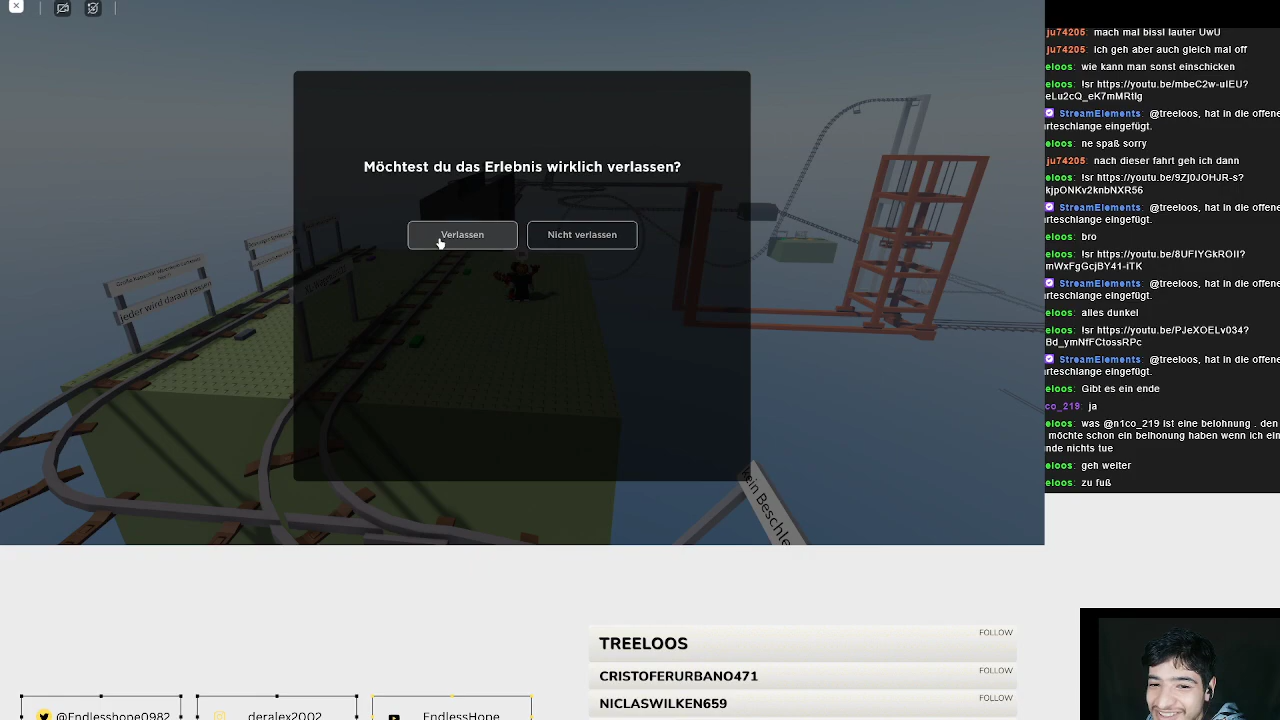 ju74205: mach mal bissl lauter UwU
ju74205: ich geh aber auch gleich mal off
eloos: wie kann man sonst einschicken
eloos: !sr https://youtu.be/mbeC2w-uIEU?
eLu2cQ_eK7mMRtlg
StreamElements: @treeloos, hat in die offene
arteschlange eingefügt.
eloos: ne spaß sorry
ju74205: nach dieser fahrt geh ich dann
eloos: !sr https://youtu.be/9Zj0JOHJR-s?
kjpONKv2knbNXR56
StreamElements: @treeloos, hat in die offene
arteschlange eingefügt.
eloos: bro
eloos: !sr https://youtu.be/8UFIYGkROII?
mWxFgGcjBY41-iTK
StreamElements: @treeloos, hat in die offene
arteschlange eingefügt.
eloos: alles dunkel
eloos: !sr https://youtu.be/PJeXOELv034?
Bd_ymNfFCtossRPc
StreamElements: @treeloos, hat in die offene
arteschlange eingefügt.
eloos: Gibt es ein ende
co_219: ja
eloos: was @n1co_219 Ist eine belohnung . den
möchte schon ein belhonung haben wenn ich ein
nde nichts tue
eloos: geh weiter
eloos: zu fuß
Möchtest du das Erlebnis wirklich verlassen?
Verlassen
Nicht verlassen
jeder wird darauf passen
kein Beschle
TREELOOS
FOLLOW
CRISTOFERURBANO471
FOLLOW
NICLASWILKEN659
FOLLOW
@Endlesshope0982
deralex2002
EndlessHope